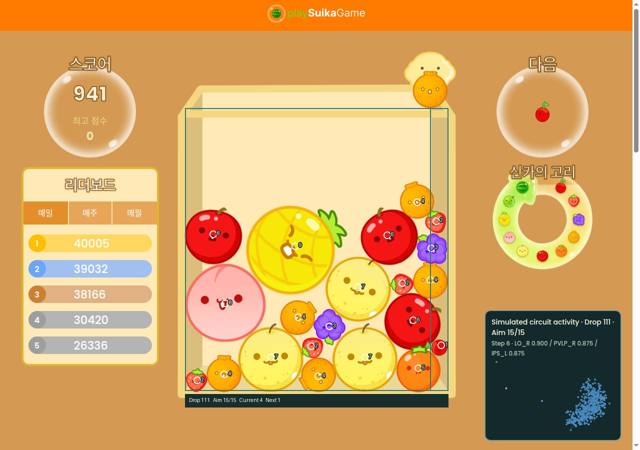 playSuikaGame
스코어
941
최고 점수
0
리더보드
매일 매주 매월
1 40005
2 39032
3 38166
4 30420
5 26336
Drop 111 Aim 15/15 Current 4 Next 1
다음
산카의 고리
Simulated circuit activity · Drop 111 ·
Aim 15/15
Step 6 · LO_R 0.900 / PVLP_R 0.875 /
IPS_L 0.875